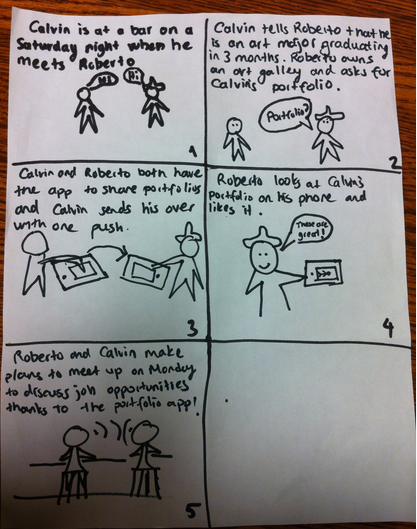 Calvin is at a bar on a
Saturday night when he
meets Roberto
Hi
Hi
1
Calvin tells Roberto that he
is an art major graduating
in 3 months. Roberto owns
an art galley and asks for
Calvin's portfolio.
Portfolio?
2
Calvin and Roberto both have
the app to share portfolios
and Calvin sends his over
with one push.
3
Roberto looks at Calvin's
portfolio on his phone and
likes it.
These are
great!
4
Roberto and Calvin make
plans to meet up on Monday
to discuss job opportunities
thanks to the portfolio app!
5